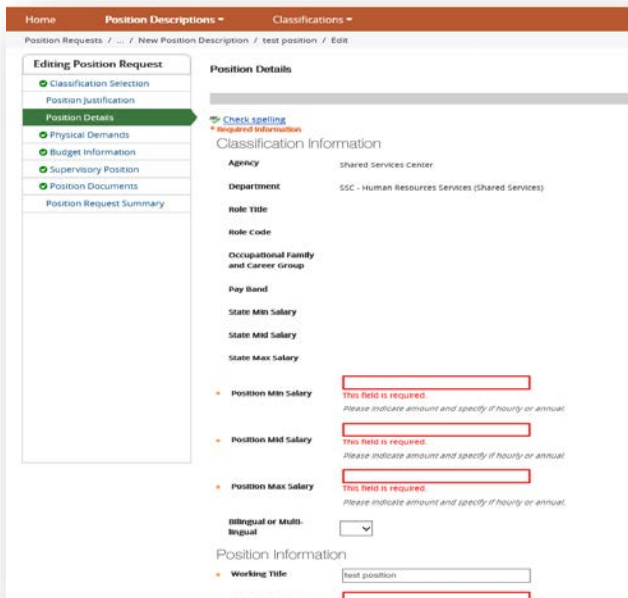 Home Position Descriptions Classifications
Position Requests / ... / New Position Description / test position / Edit
Editing Position Request
Classification Selection
Position Justification
Position Details
Physical Demands
Budget Information
Supervisory Position
Position Documents
Position Request Summary
Position Details
Check spelling
* Required Information
Classification Information
Agency Shared Services Center
Department SSC - Human Resources Services (Shared Services)
Role Title
Role Code
Occupational Family
and Career Group
Pay Band
State Min Salary
State Mid Salary
State Max Salary
* Position Min Salary
This field is required.
Please indicate amount and specify if hourly or annual.
* Position Mid Salary
This field is required.
Please indicate amount and specify if hourly or annual.
* Position Max Salary
This field is required.
Please indicate amount and specify if hourly or annual.
Bilingual or Multi-
lingual
Position Information
* Working Title test position